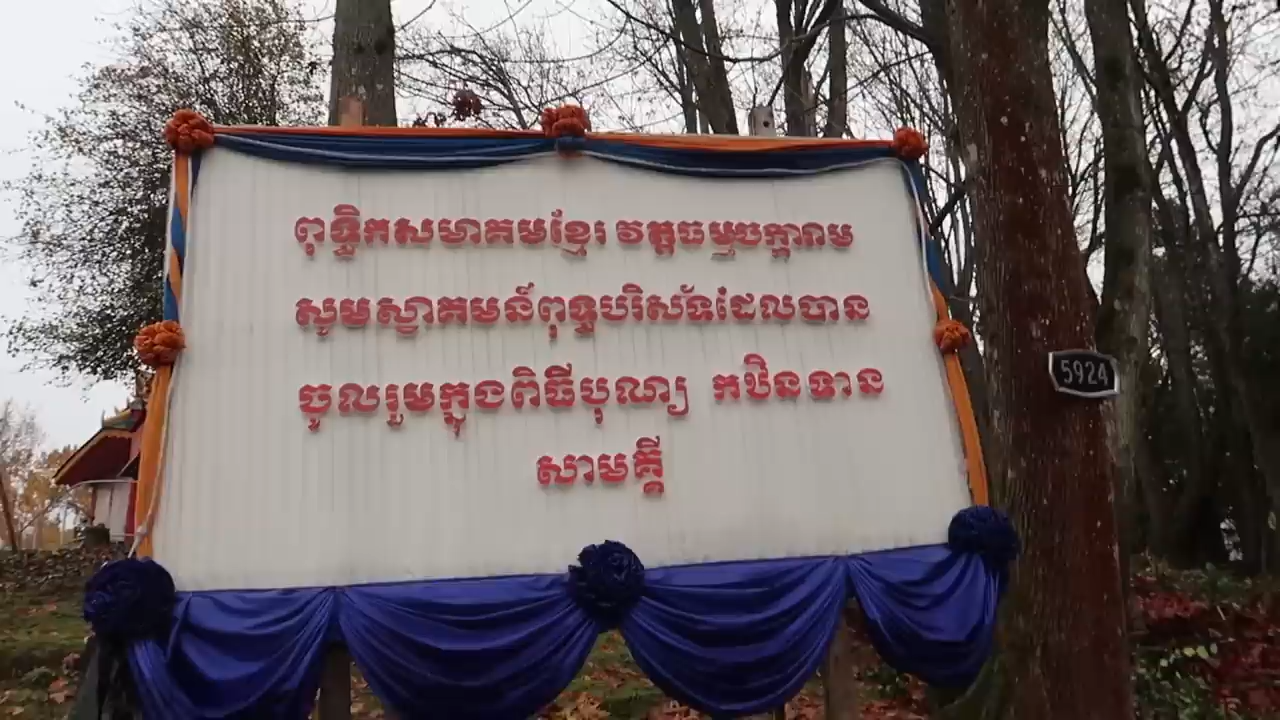 ពុទ្ធិកសមាគមខ្មែរ វត្តធម្មចក្ការាម
សូមស្វាគមន៍ពុទ្ធបរិស័ទដែលបាន
ចូលរួមក្នុងពិធីបុណ្យ កឋិនទាន
សាមគ្គី
5924